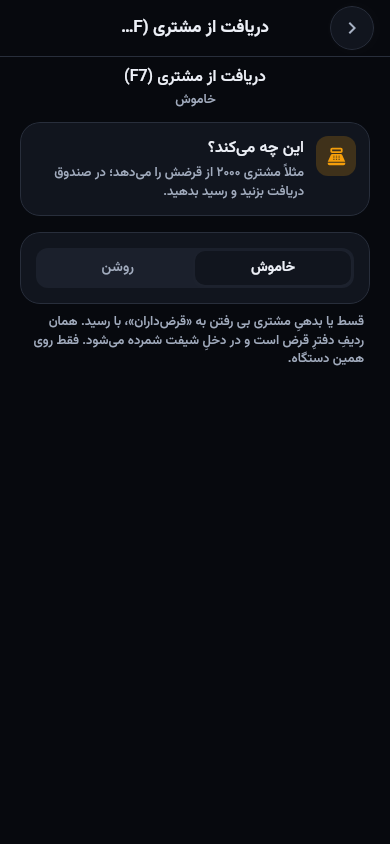 دریافت از مشتری (F...
دریافت از مشتری (F7)
خاموش
این چه می‌کند؟
مثلاً مشتری ۲۰۰۰ از قرضش را می‌دهد؛ در صندوق
دریافت بزنید و رسید بدهید.
خاموش
روشن
قسط یا بدهیِ مشتری بی رفتن به «قرض‌داران»، با رسید. همان
ردیفِ دفترِ قرض است و در دخلِ شیفت شمرده می‌شود. فقط روی
همین دستگاه.